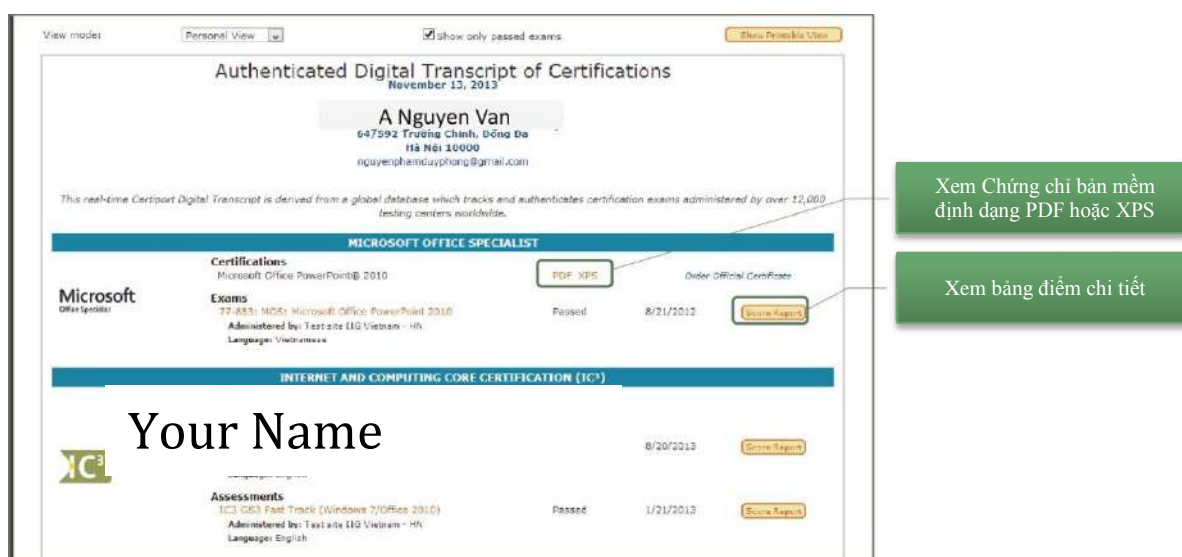 View mode: Personal View Show only passed exams Show Printable View
Authenticated Digital Transcript of Certifications
November 13, 2013
A Nguyen Van
647592 Trường Chinh, Đống Đa
Hà Nội 10000
nguyenphamduyphong@gmail.com
This real-time Certiport Digital Transcript is derived from a global database which tracks and authenticates certification exams administered by over 12,000
testing centers worldwide.
Xem Chứng chỉ bản mềm
định dạng PDF hoặc XPS
MICROSOFT OFFICE SPECIALIST
Certifications
Microsoft Office PowerPoint® 2010 PDF XPS Order Official Certificate
Xem bảng điểm chi tiết
Microsoft
Office Specialist
Exams
77-883: MOS: Microsoft Office PowerPoint 2010 Passed 8/21/2012 Score Report
Administered by: Test site IIG Vietnam - HN
Language: Vietnamese
INTERNET AND COMPUTING CORE CERTIFICATION (IC³)
Your Name
8/20/2013 Score Report
IC³
Assessments
IC3 GS3 Fast Track (Windows 7/Office 2010) Passed 1/21/2013 Score Report
Administered by: Test site IIG Vietnam - HN
Language: English